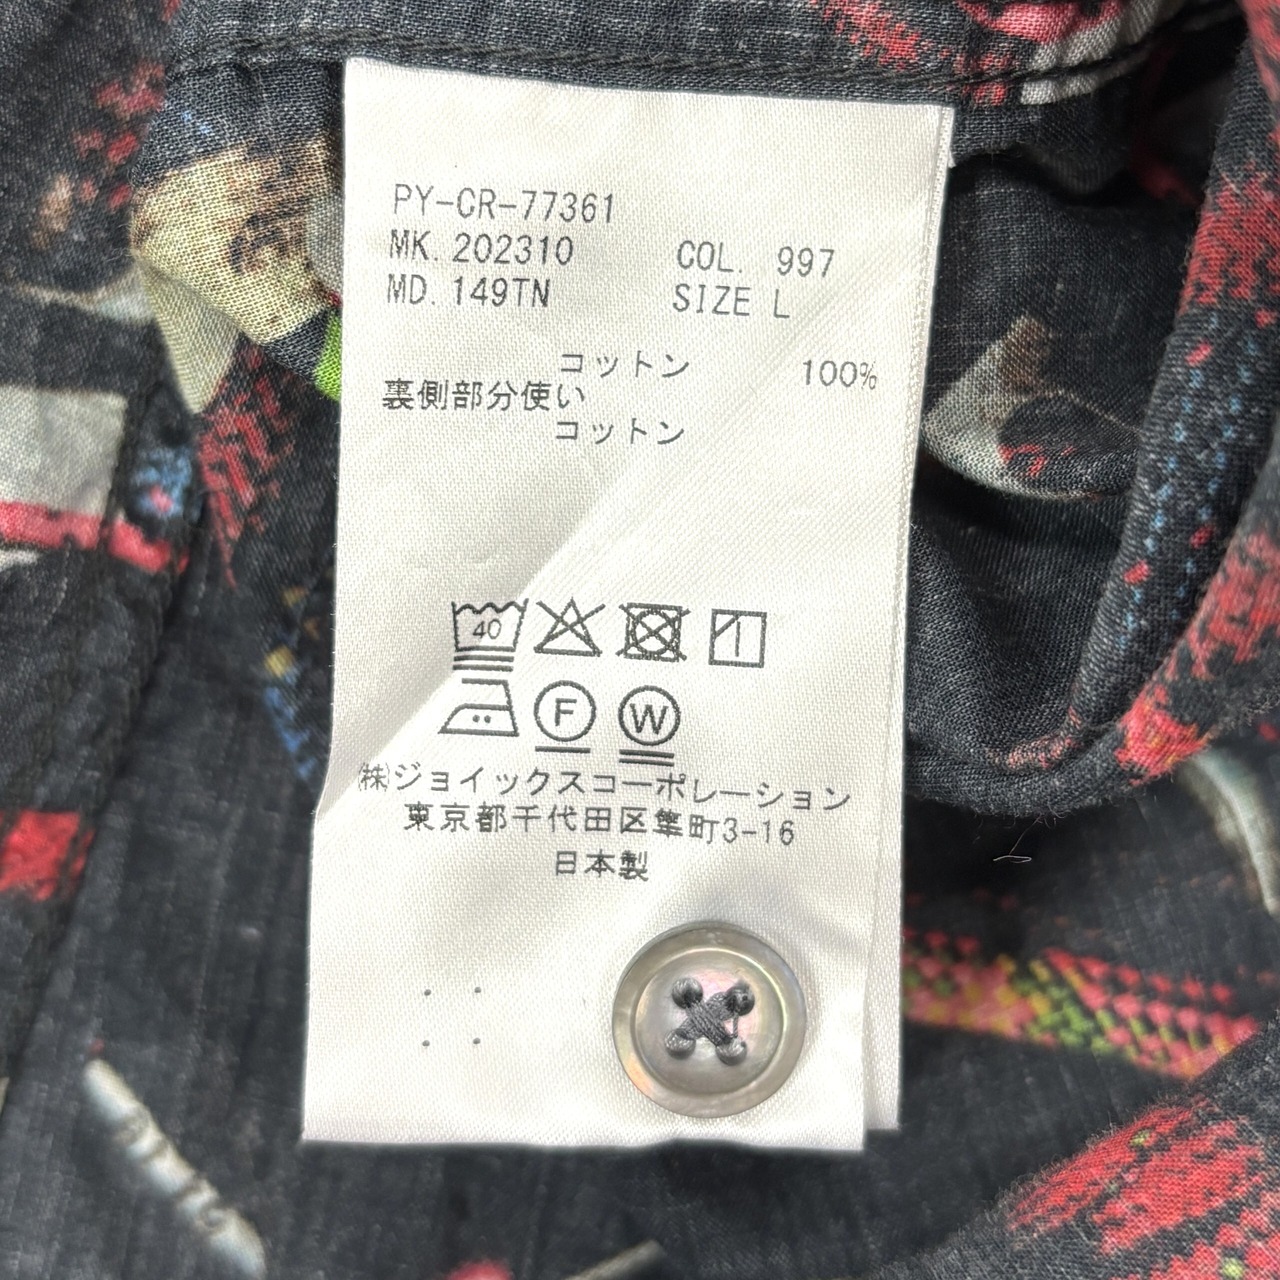 PY-CR-77361
MK. 202310 COL. 997
MD. 149TN SIZE L
コットン 100%
裏側部分使い
コットン
40
F W
㈱ジョイックスコーポレーション
東京都千代田区隼町3-16
日本製